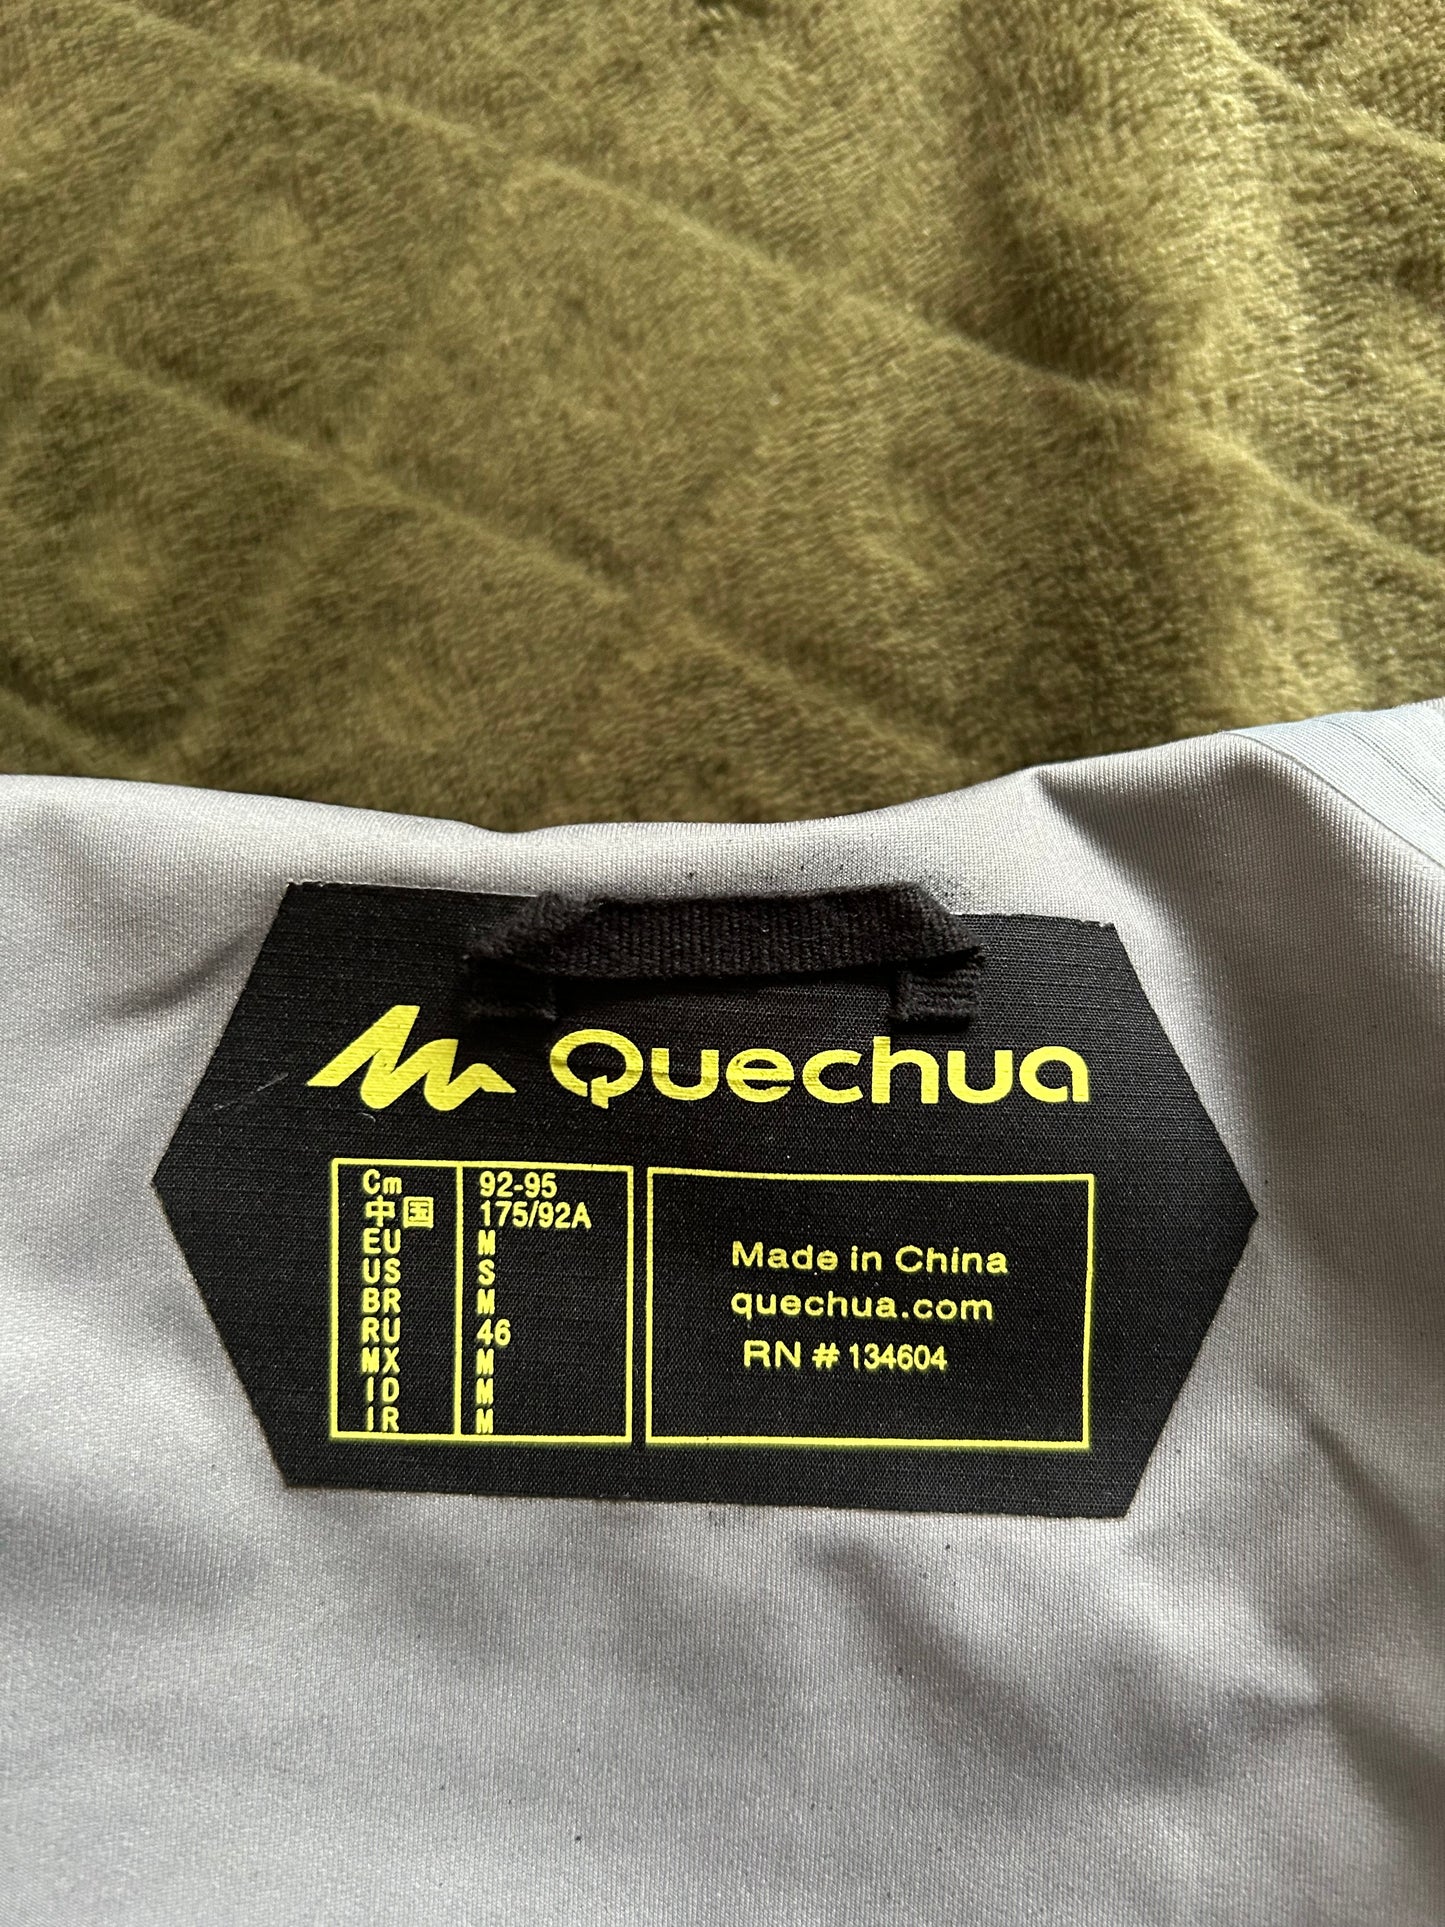 Quechua
Cm 92-95
中国 175/92A
EU M
US S
BR M
RU 46
MX M
ID M
IR M
Made in China
quechua.com
RN # 134604